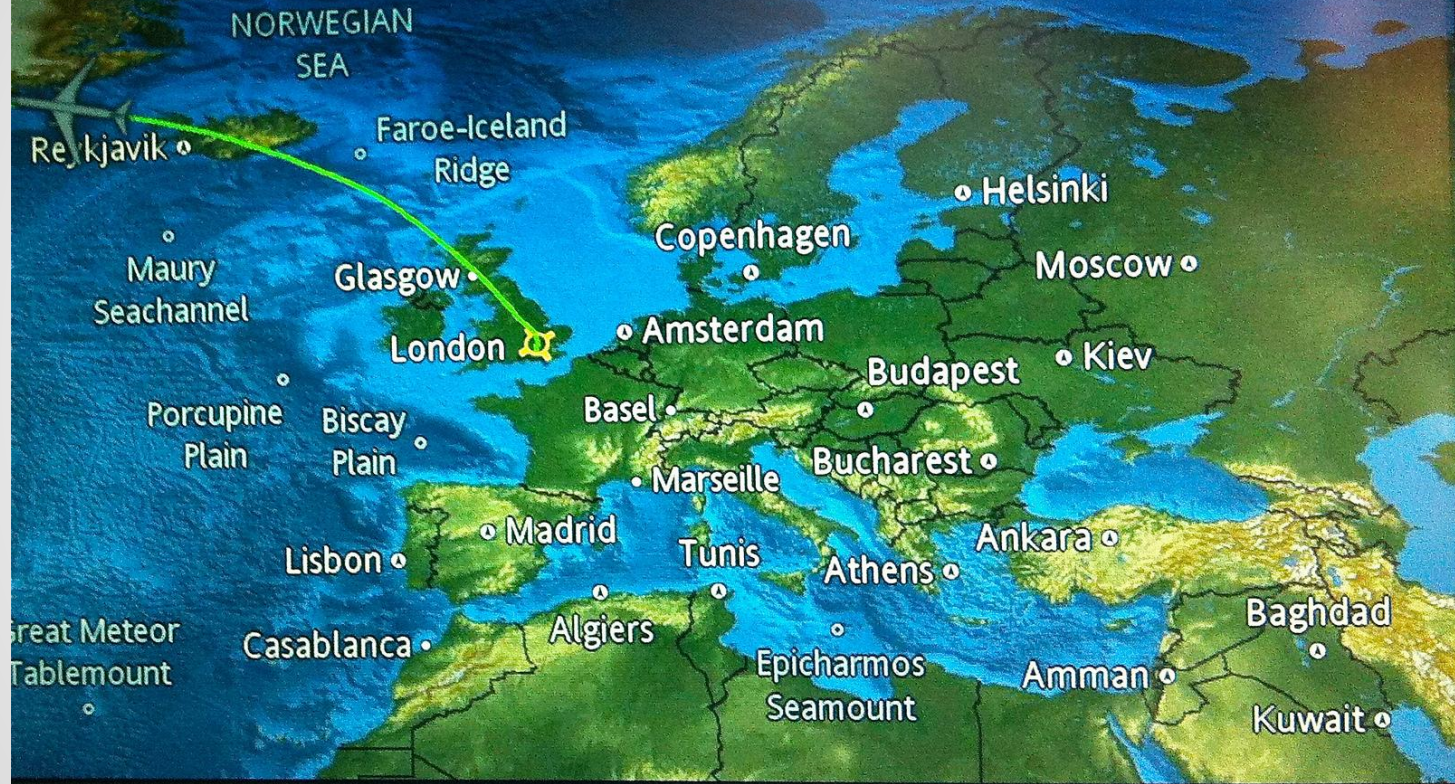 NORWEGIAN
SEA
Faroe-Iceland
Ridge
Reykjavik
Helsinki
Copenhagen
Maury
Seachannel
Glasgow
Moscow
London
Amsterdam
Kiev
Budapest
Porcupine
Plain
Biscay
Plain
Basel
Bucharest
Marseille
Madrid
Lisbon
Tunis
Athens
Ankara
Great Meteor
Tablemount
Casablanca
Algiers
Baghdad
Epicharmos
Seamount
Amman
Kuwait